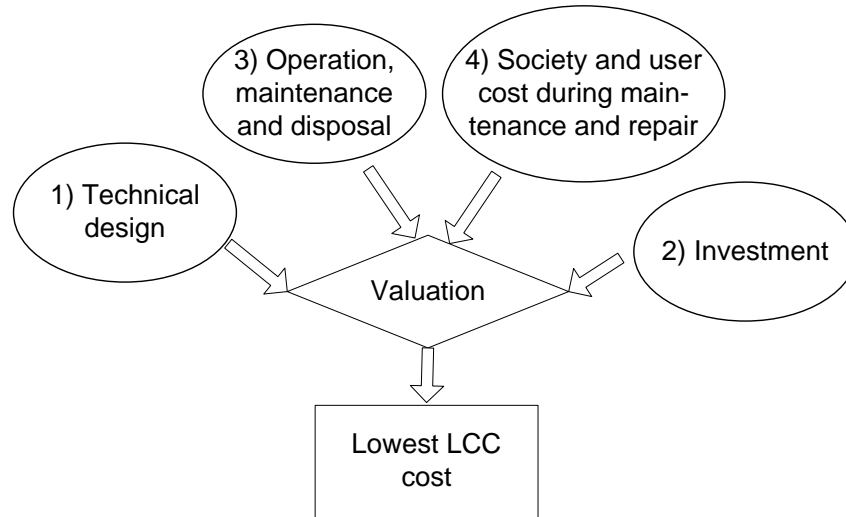 3) Operation,
maintenance
and disposal
4) Society and user
cost during main-
tenance and repair
1) Technical
design
2) Investment
Valuation
Lowest LCC
cost